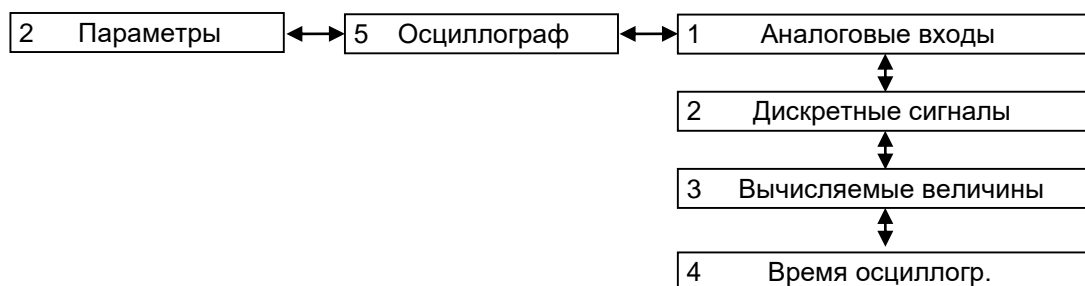 2 Параметры 5 Осциллограф 1 Аналоговые входы
2 Дискретные сигналы
3 Вычисляемые величины
4 Время осциллогр.